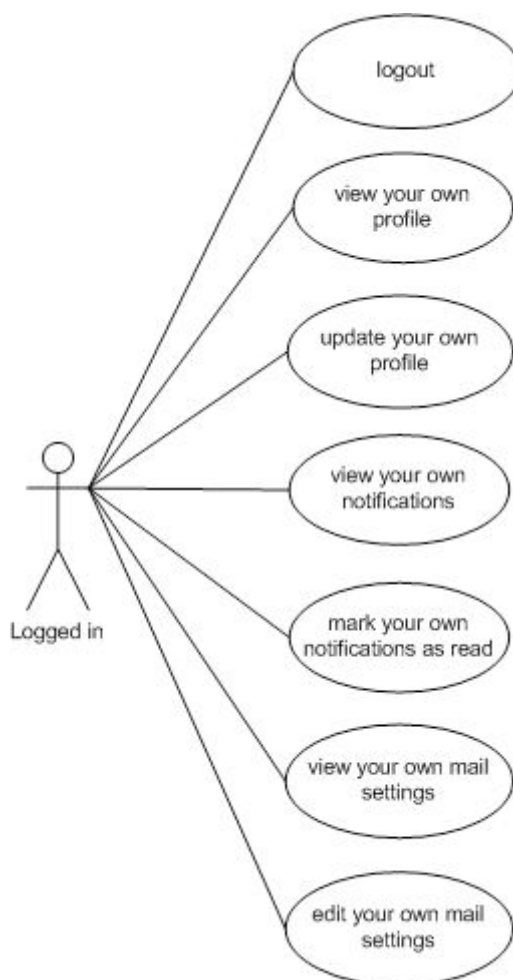 logout
view your own
profile
update your own
profile
view your own
notifications
mark your own
notifications as read
Logged in
view your own mail
settings
edit your own mail
settings